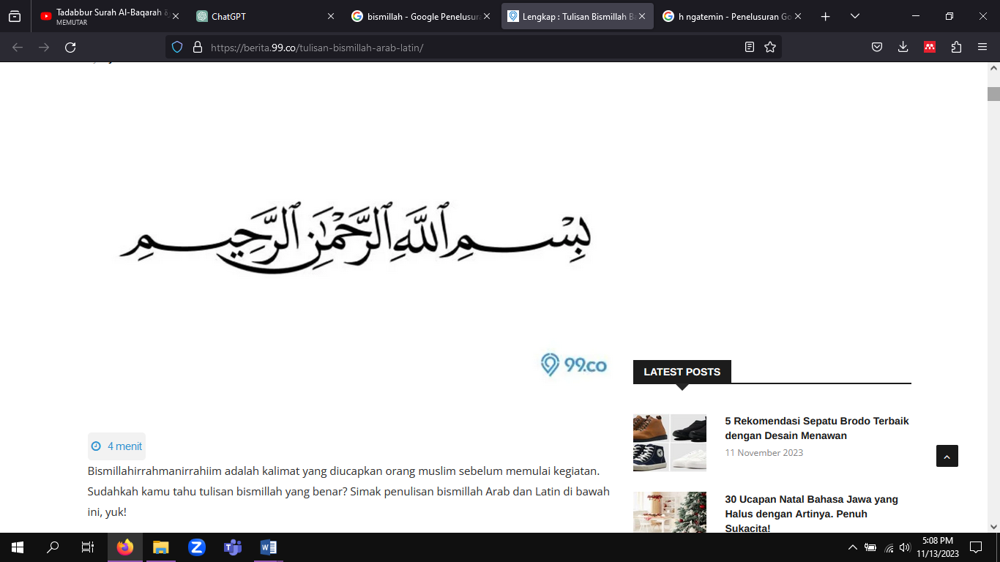 Tadabbur Surah Al-Baqarah
MEMUTAR
ChatGPT
bismillah - Google Penelusura
Lengkap : Tulisan Bismillah B
h ngatemin - Penelusuran Go
https://berita.99.co/tulisan-bismillah-arab-latin/
بِسْمِ ٱللَّهِ ٱلرَّحْمَٰنِ ٱلرَّحِيمِ
99.co
4 menit
Bismillahirrahmanirrahiim adalah kalimat yang diucapkan orang muslim sebelum memulai kegiatan.
Sudahkah kamu tahu tulisan bismillah yang benar? Simak penulisan bismillah Arab dan Latin di bawah
ini, yuk!
LATEST POSTS
5 Rekomendasi Sepatu Brodo Terbaik
dengan Desain Menawan
11 November 2023
30 Ucapan Natal Bahasa Jawa yang
Halus dengan Artinya. Penuh
Sukacita!
5:08 PM
11/13/2023